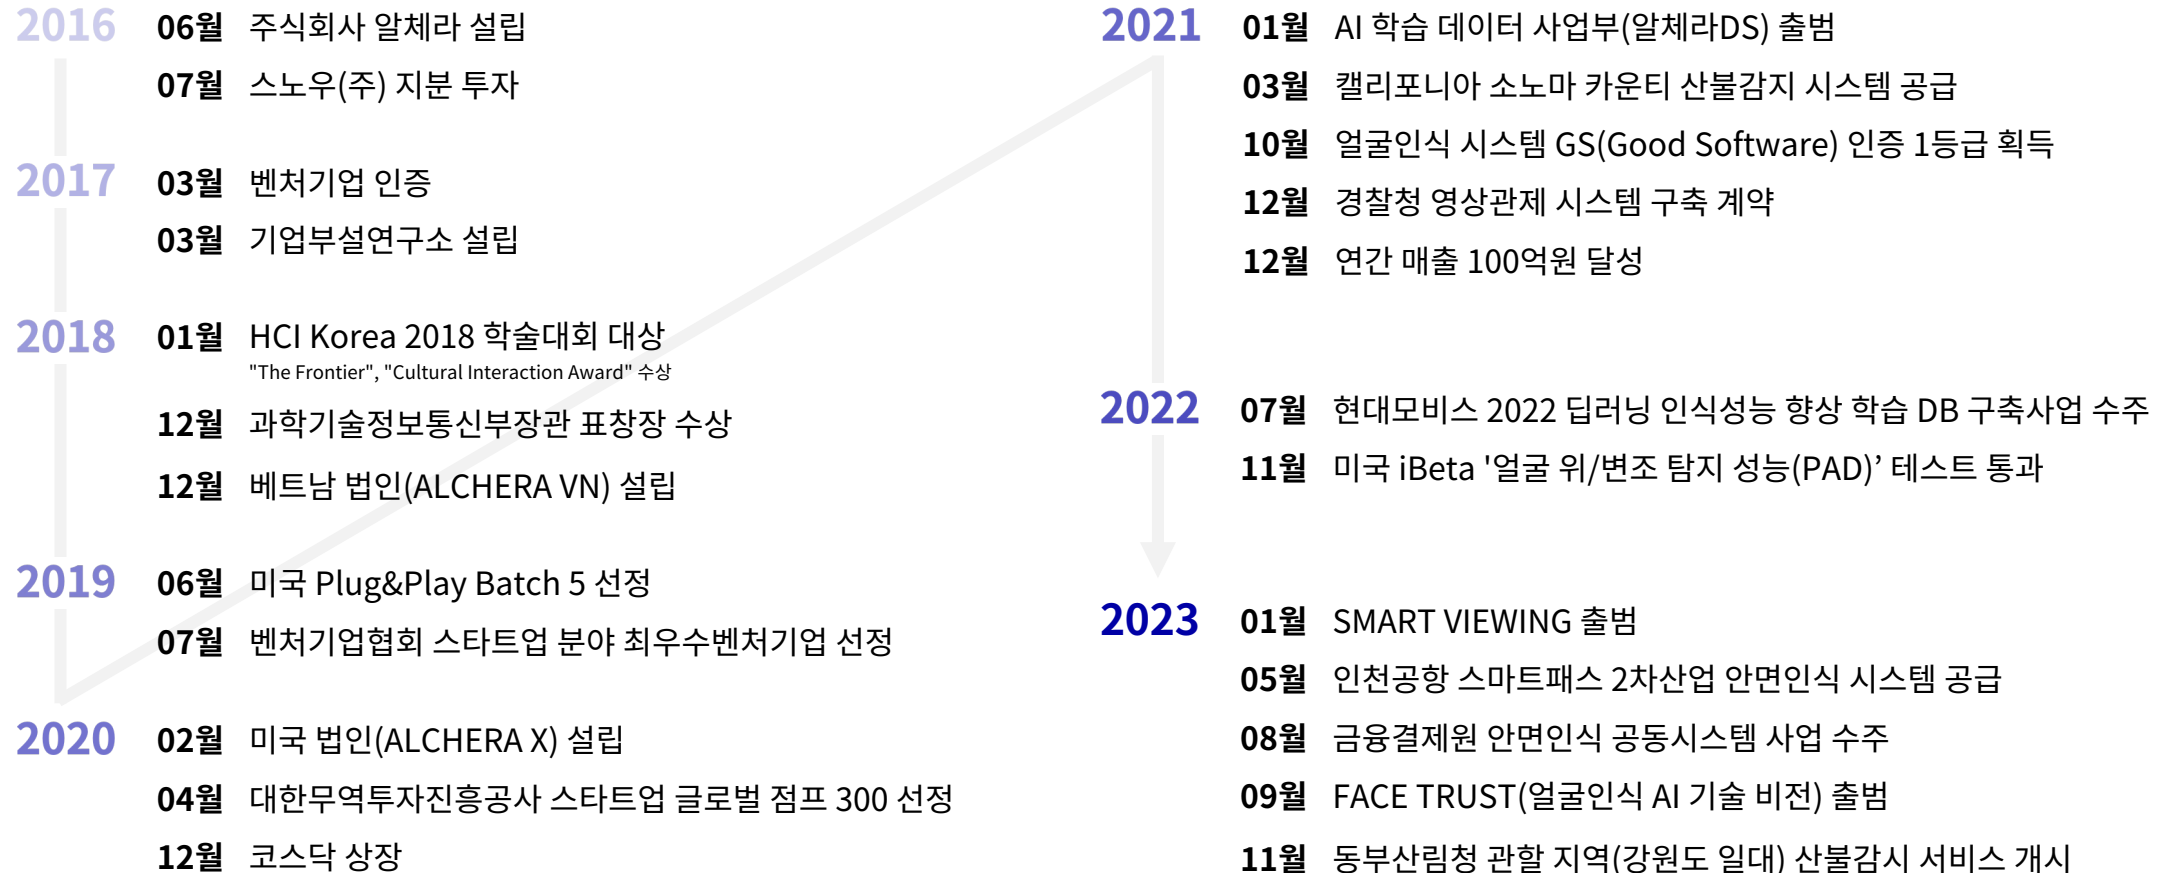 2016
06월 주식회사 알체라 설립
07월 스노우(주) 지분 투자
2017
03월 벤처기업 인증
03월 기업부설연구소 설립
2018
01월 HCI Korea 2018 학술대회 대상
"The Frontier", "Cultural Interaction Award" 수상
12월 과학기술정보통신부장관 표창장 수상
12월 베트남 법인(ALCHERA VN) 설립
2019
06월 미국 Plug&Play Batch 5 선정
07월 벤처기업협회 스타트업 분야 최우수벤처기업 선정
2020
02월 미국 법인(ALCHERA X) 설립
04월 대한무역투자진흥공사 스타트업 글로벌 점프 300 선정
12월 코스닥 상장
2021
01월 AI 학습 데이터 사업부(알체라DS) 출범
03월 캘리포니아 소노마 카운티 산불감지 시스템 공급
10월 얼굴인식 시스템 GS(Good Software) 인증 1등급 획득
12월 경찰청 영상관제 시스템 구축 계약
12월 연간 매출 100억원 달성
2022
07월 현대모비스 2022 딥러닝 인식성능 향상 학습 DB 구축사업 수주
11월 미국 iBeta '얼굴 위/변조 탐지 성능(PAD)’ 테스트 통과
2023
01월 SMART VIEWING 출범
05월 인천공항 스마트패스 2차산업 안면인식 시스템 공급
08월 금융결제원 안면인식 공동시스템 사업 수주
09월 FACE TRUST(얼굴인식 AI 기술 비전) 출범
11월 동부산림청 관할 지역(강원도 일대) 산불감시 서비스 개시